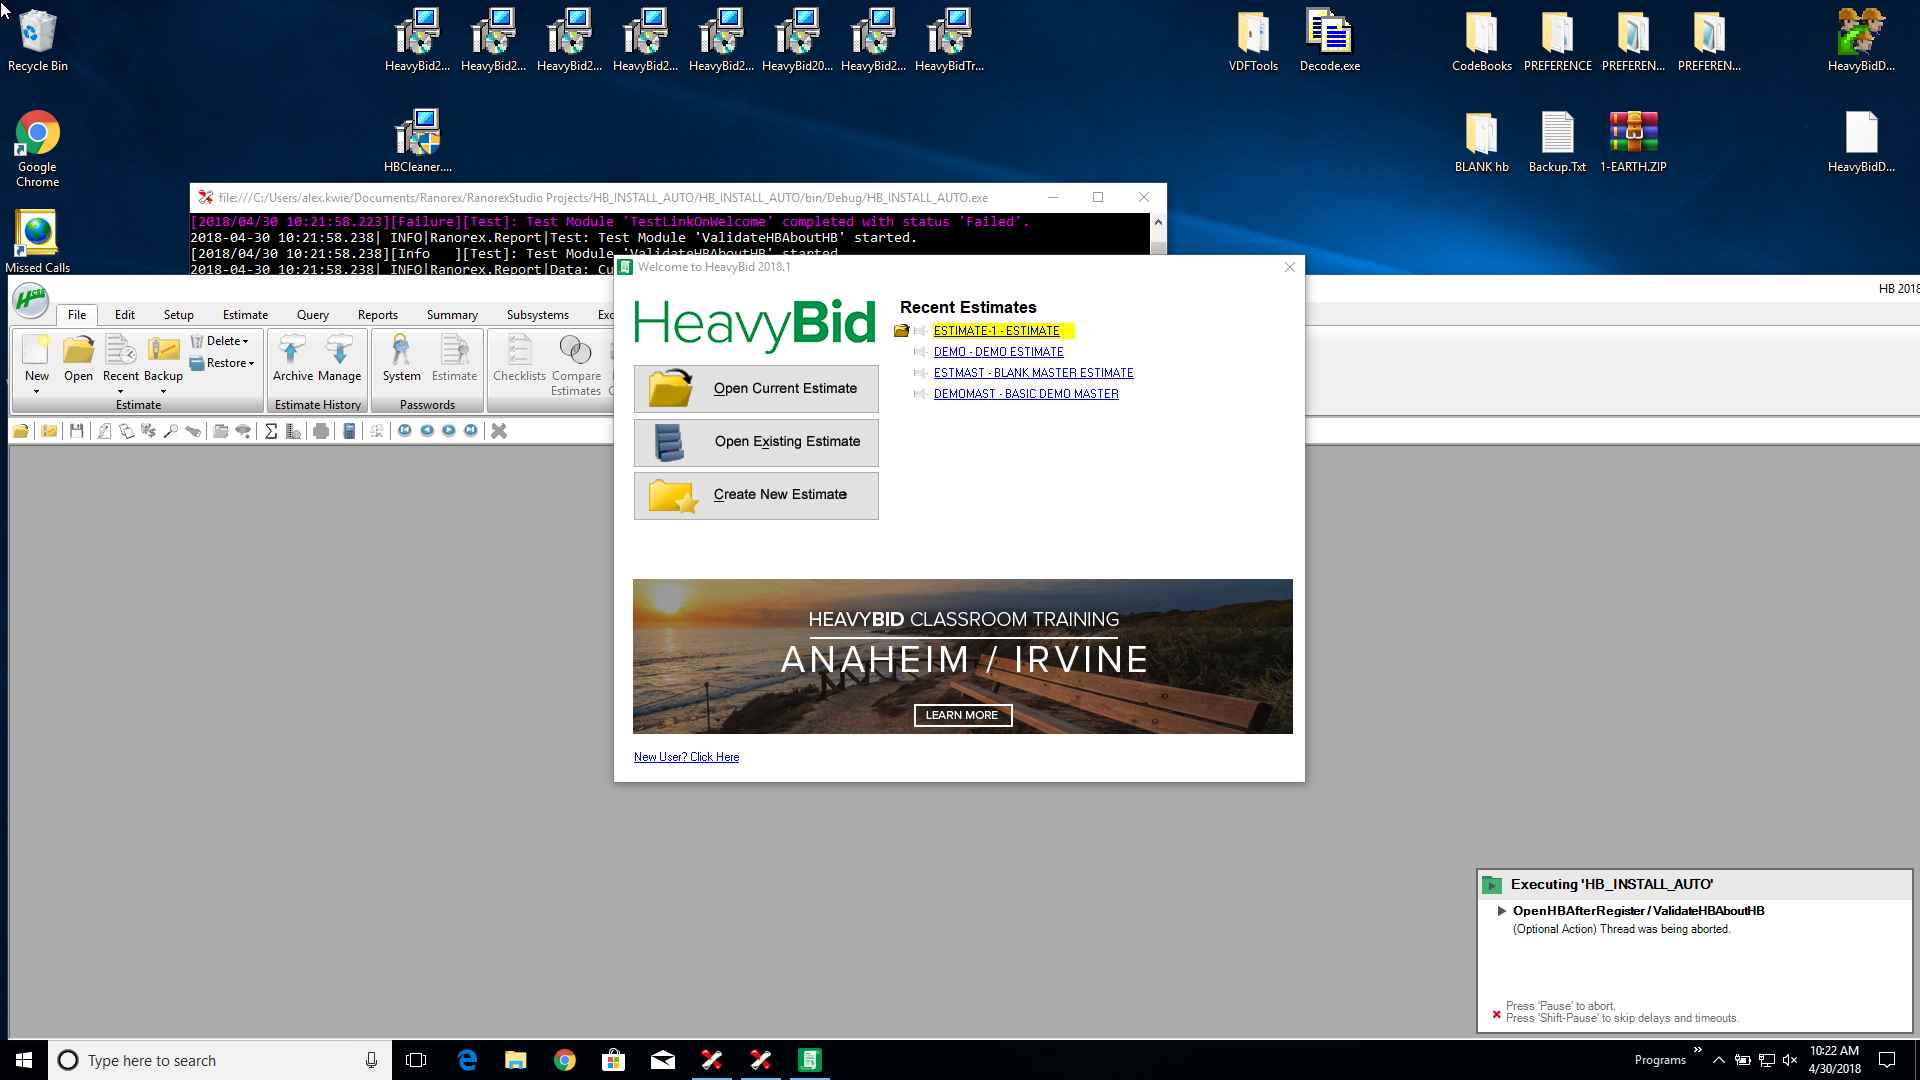 Recycle Bin
HeavyBid2...
HeavyBid2...
HeavyBid2...
HeavyBid2...
HeavyBid2...
HeavyBid20...
HeavyBid2...
HeavyBidTr...
VDFTools
Decode.exe
CodeBooks
PREFERENCE
PREFEREN...
PREFEREN...
HeavyBidD...
Google
Chrome
HBCleaner....
BLANK hb
Backup.Txt
1-EARTH.ZIP
HeavyBidD...
Missed Calls
file:///C:/Users/alex.kwie/Documents/Ranorex/RanorexStudio Projects/HB_INSTALL_AUTO/HB_INSTALL_AUTO/bin/Debug/HB_INSTALL_AUTO.exe
[2018/04/30 10:21:58.223][Failure][Test]: Test Module 'TestLinkOnWelcome' completed with status 'Failed'.
2018-04-30 10:21:58.238| INFO|Ranorex.Report|Test: Test Module 'ValidateHBAboutHB' started.
[2018/04/30 10:21:58.238][Info   ][Test]: Test Module 'ValidateHBAboutHB' started
2018-04-30 10:21:58.238| INFO|Ranorex.Report|Data: Cu
HB 2018
File Edit Setup Estimate Query Reports Summary Subsystems
New
Open
Recent
Backup
Delete
Restore
Estimate
Archive
Manage
Estimate History
System
Estimate
Passwords
Checklists
Compare
Estimates
Welcome to HeavyBid 2018.1
HeavyBid
Open Current Estimate
Open Existing Estimate
Create New Estimate
Recent Estimates
ESTIMATE-1 - ESTIMATE
DEMO - DEMO ESTIMATE
ESTMAST - BLANK MASTER ESTIMATE
DEMOMAST - BASIC DEMO MASTER
HEAVYBID CLASSROOM TRAINING
ANAHEIM / IRVINE
LEARN MORE
New User? Click Here
Executing 'HB_INSTALL_AUTO'
OpenHBAfterRegister / ValidateHBAboutHB
(Optional Action) Thread was being aborted.
Press 'Pause' to abort.
Press 'Shift-Pause' to skip delays and timeouts.
Type here to search
Programs
10:22 AM
4/30/2018